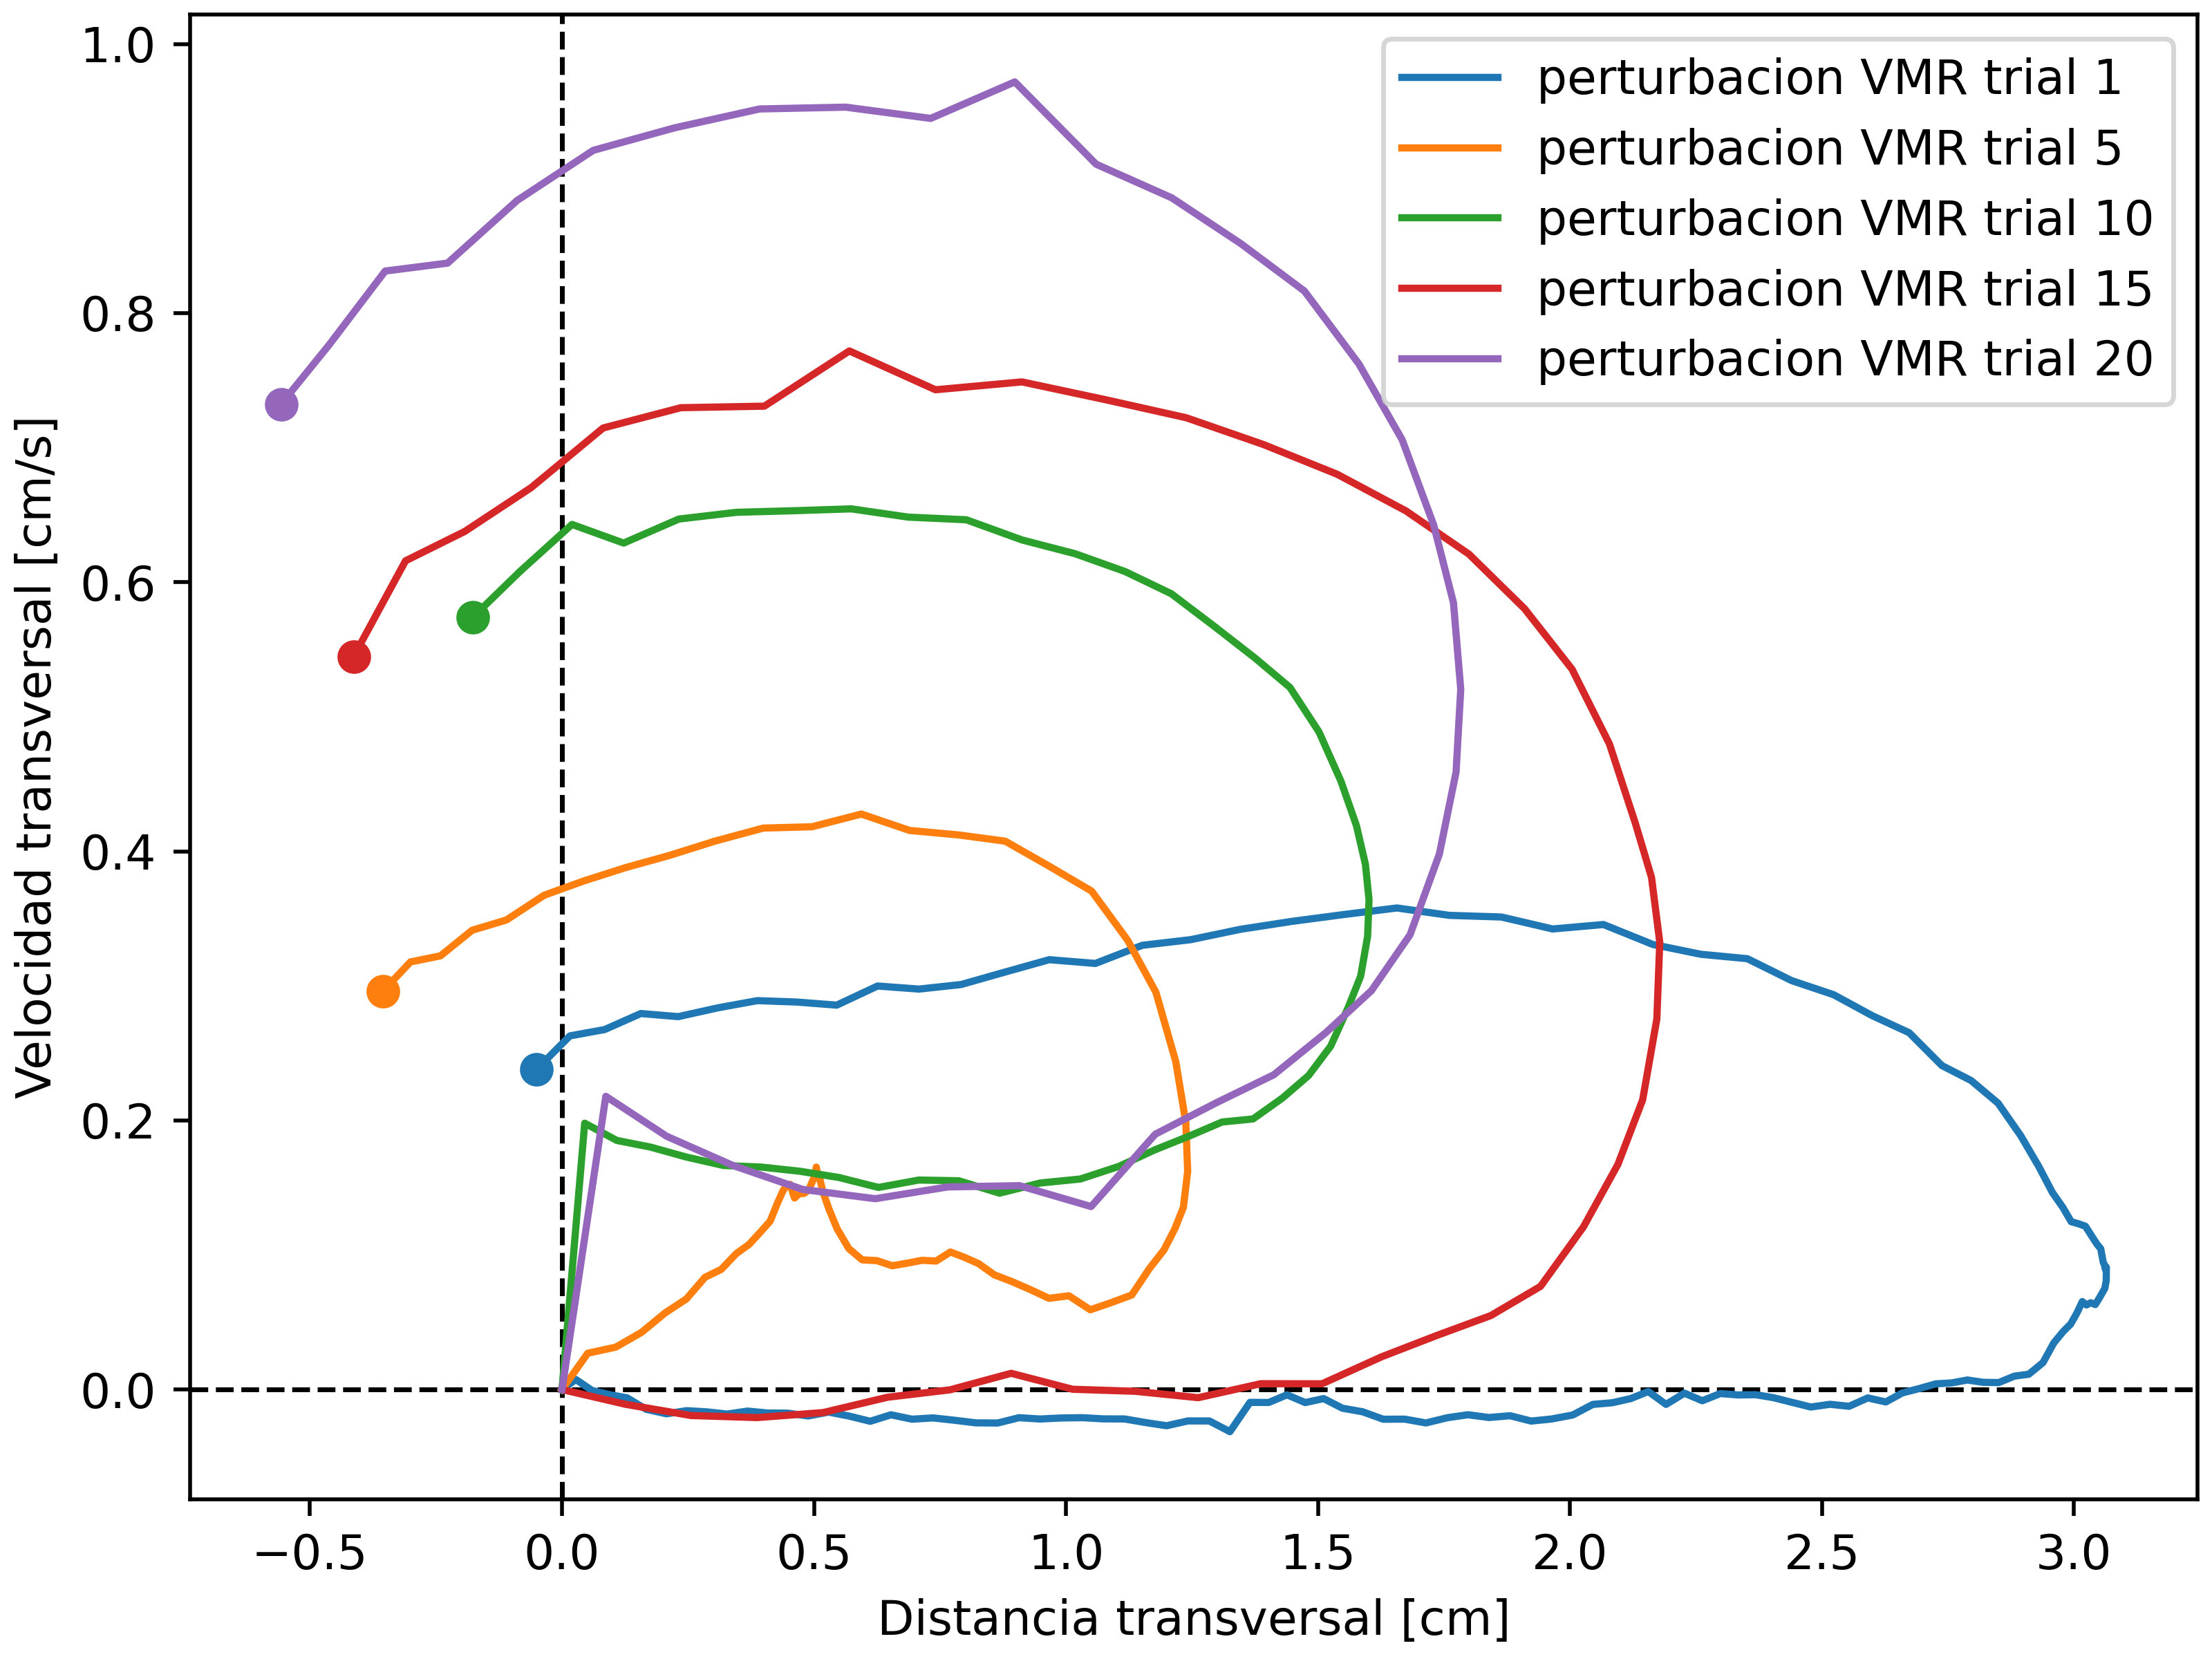 1.0
0.8
0.6
0.4
0.2
0.0
Velocidad transversal [cm/s]
perturbacion VMR trial 1
perturbacion VMR trial 5
perturbacion VMR trial 10
perturbacion VMR trial 15
perturbacion VMR trial 20
−0.5 0.0 0.5 1.0 1.5 2.0 2.5 3.0
Distancia transversal [cm]